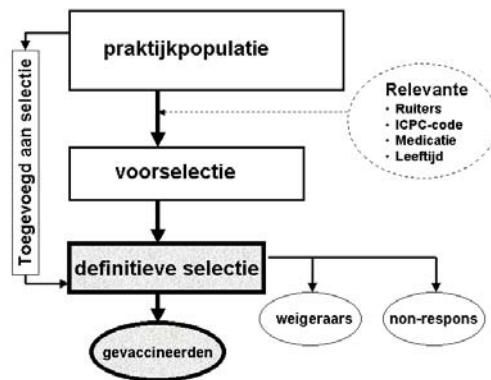 praktijkpopulatie
Toegevoegd aan selectie
Relevante
• Ruiters
• ICPC-code
• Medicatie
• Leeftijd
voorselectie
definitieve selectie
weigeraars
non-respons
gevaccineerden